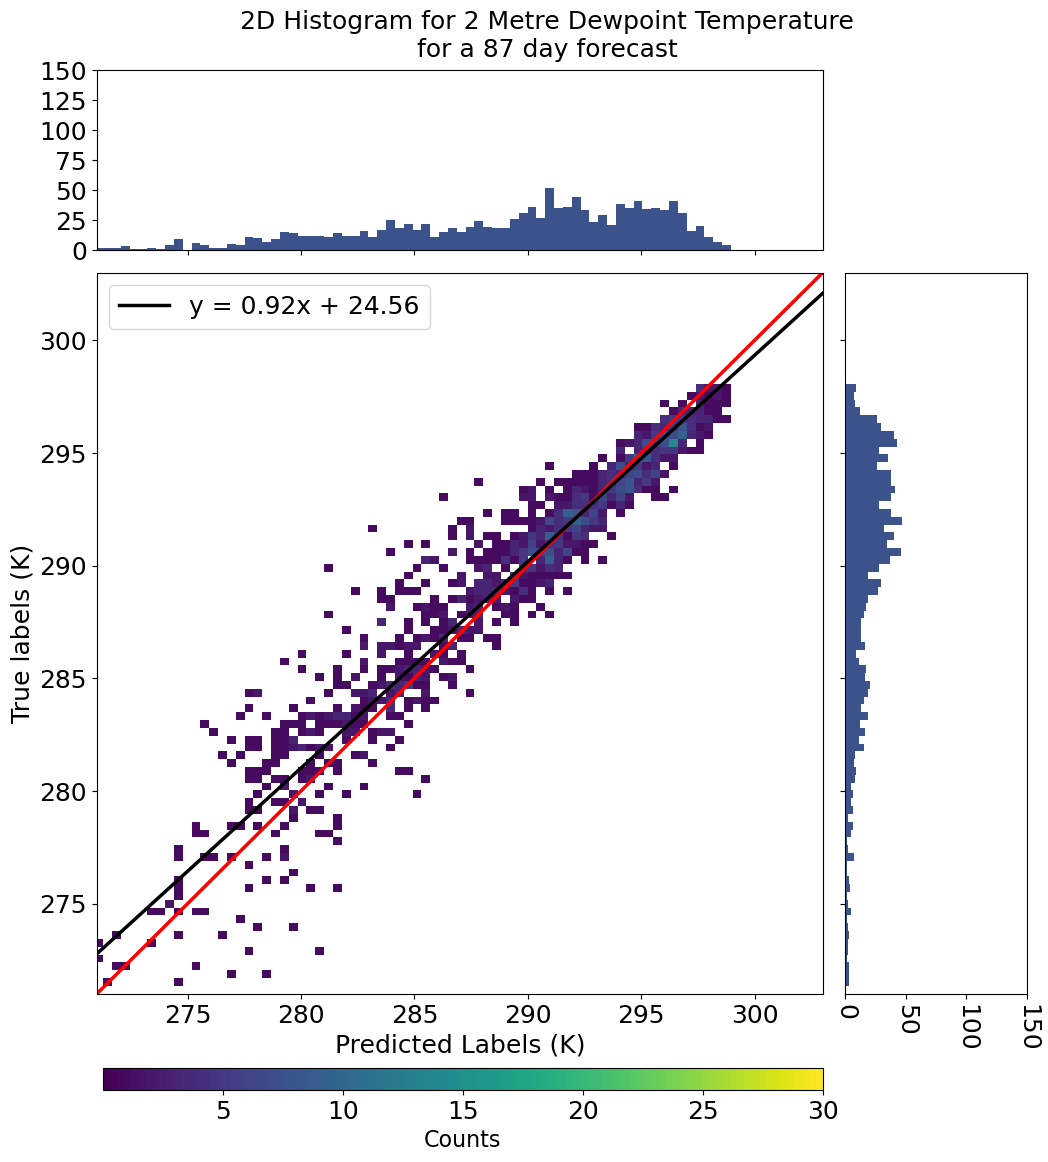 2D Histogram for 2 Metre Dewpoint Temperature
for a 87 day forecast
150
125
100
75
50
25
0
y = 0.92x + 24.56
300
295
290
285
280
275
True labels (K)
275 280 285 290 295 300
Predicted Labels (K)
0 50 100 150
5 10 15 20 25 30
Counts